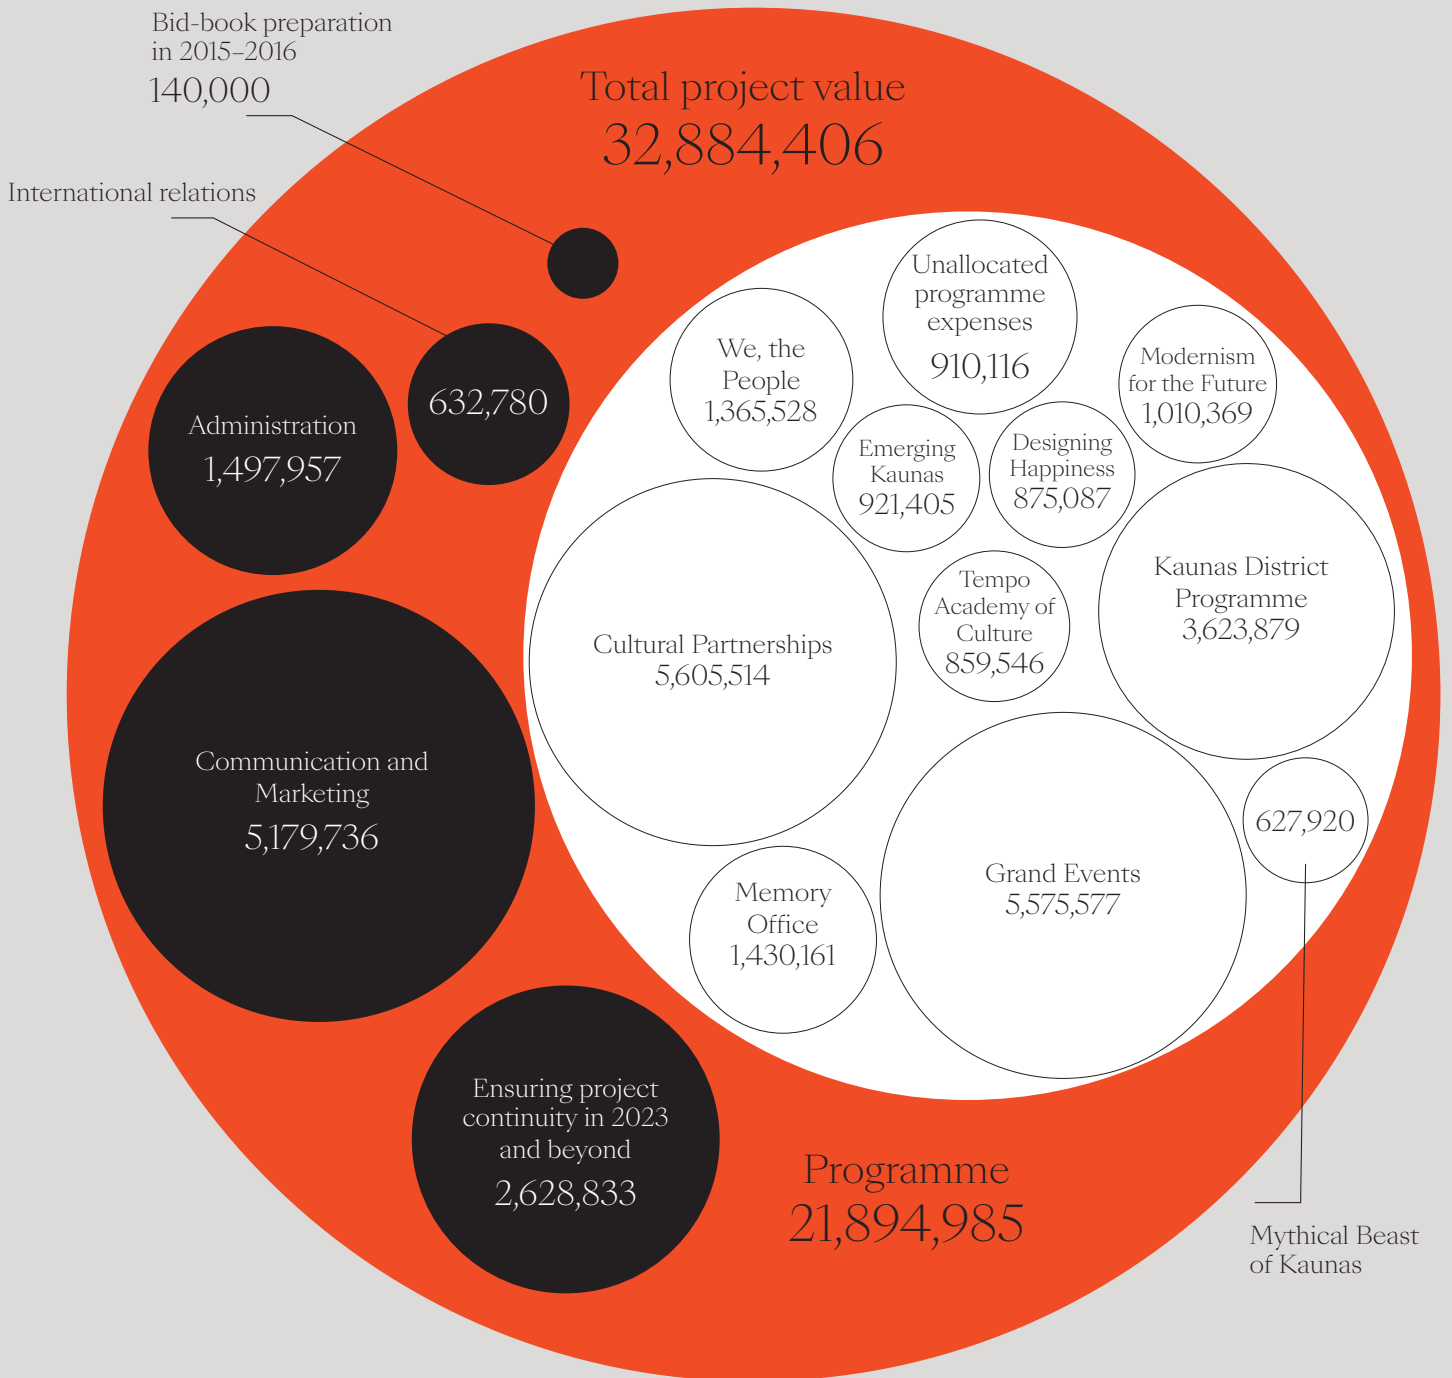 Bid-book preparation
in 2015–2016
140,000
Total project value
32,884,406
International relations
632,780
Administration
1,497,957
Communication and
Marketing
5,179,736
Ensuring project
continuity in 2023
and beyond
2,628,833
Unallocated
programme
expenses
910,116
We, the
People
1,365,528
Modernism
for the Future
1,010,369
Emerging
Kaunas
921,405
Designing
Happiness
875,087
Kaunas District
Programme
3,623,879
Tempo
Academy of
Culture
859,546
Cultural Partnerships
5,605,514
627,920
Grand Events
5,575,577
Memory
Office
1,430,161
Programme
21,894,985
Mythical Beast
of Kaunas